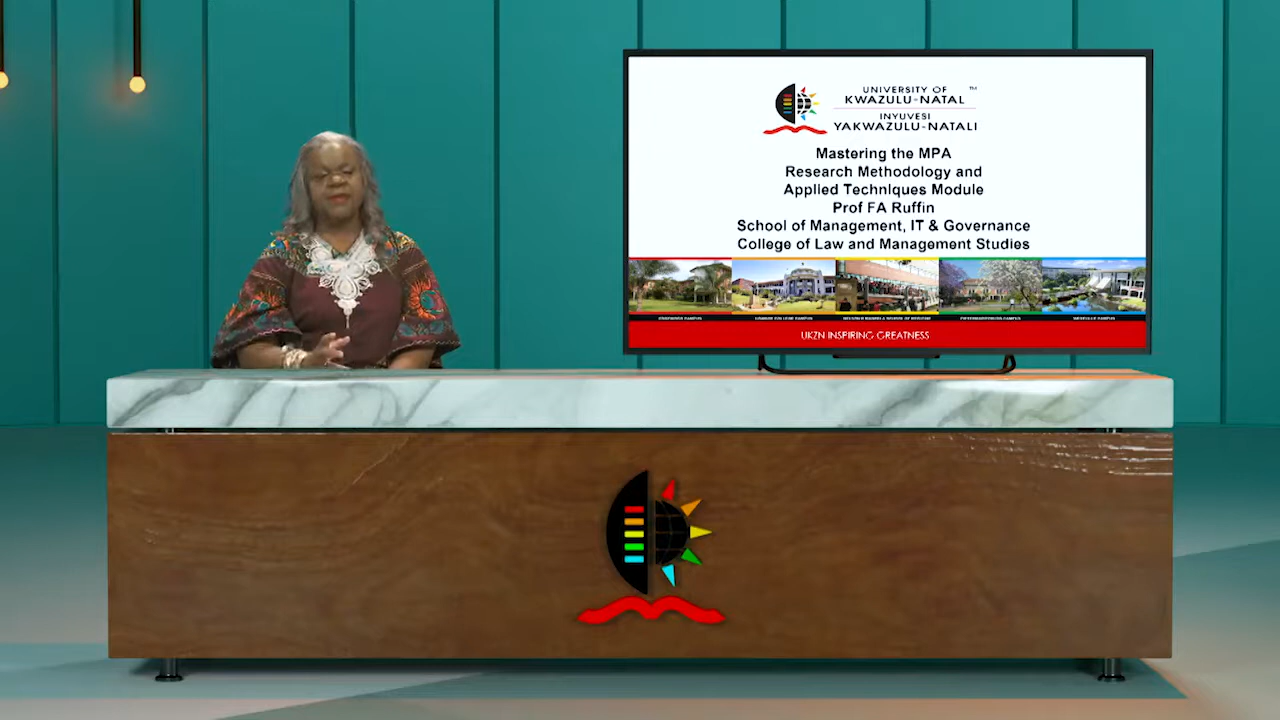 UNIVERSITY OF ™
KWAZULU-NATAL
INYUVESI
YAKWAZULU-NATALI
Mastering the MPA
Research Methodology and
Applied Techniques Module
Prof FA Ruffin
School of Management, IT & Governance
College of Law and Management Studies
UKZN INSPIRING GREATNESS